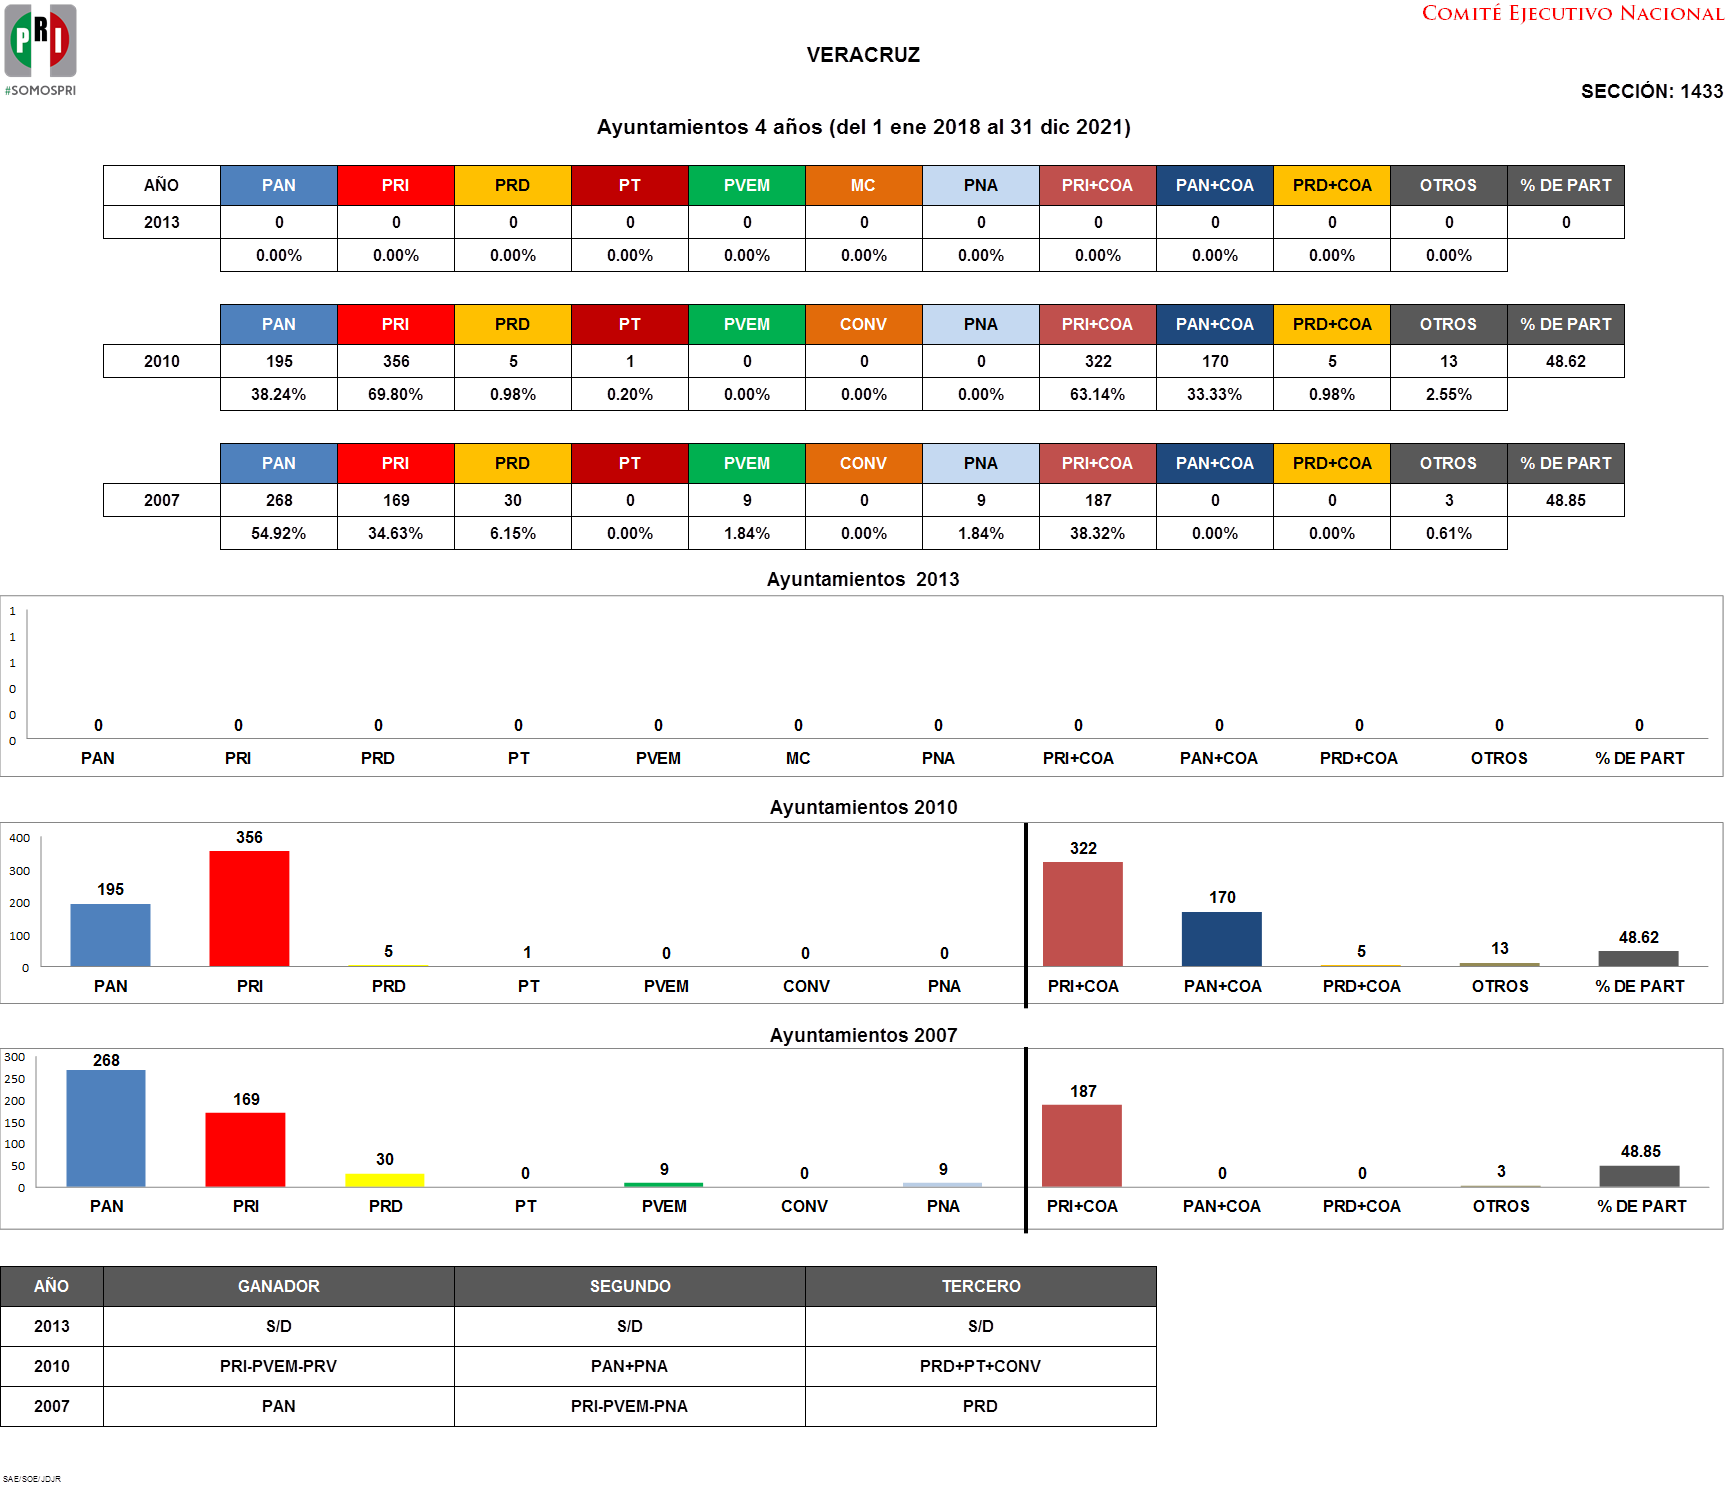 PRI
#SOMOSPRI
COMITÉ EJECUTIVO NACIONAL
VERACRUZ
SECCIÓN: 1433
Ayuntamientos 4 años (del 1 ene 2018 al 31 dic 2021)
AÑO PAN PRI PRD PT PVEM MC PNA PRI+COA PAN+COA PRD+COA OTROS % DE PART
2013 0 0 0 0 0 0 0 0 0 0 0 0
0.00% 0.00% 0.00% 0.00% 0.00% 0.00% 0.00% 0.00% 0.00% 0.00% 0.00%
PAN PRI PRD PT PVEM CONV PNA PRI+COA PAN+COA PRD+COA OTROS % DE PART
2010 195 356 5 1 0 0 0 322 170 5 13 48.62
38.24% 69.80% 0.98% 0.20% 0.00% 0.00% 0.00% 63.14% 33.33% 0.98% 2.55%
PAN PRI PRD PT PVEM CONV PNA PRI+COA PAN+COA PRD+COA OTROS % DE PART
2007 268 169 30 0 9 0 9 187 0 0 3 48.85
54.92% 34.63% 6.15% 0.00% 1.84% 0.00% 1.84% 38.32% 0.00% 0.00% 0.61%
Ayuntamientos 2013
1
1
1
0
0
0
0 0 0 0 0 0 0 0 0 0 0 0
PAN PRI PRD PT PVEM MC PNA PRI+COA PAN+COA PRD+COA OTROS % DE PART
Ayuntamientos 2010
400
300
200
100
0
195 356 5 1 0 0 0 322 170 5 13 48.62
PAN PRI PRD PT PVEM CONV PNA PRI+COA PAN+COA PRD+COA OTROS % DE PART
Ayuntamientos 2007
300
250
200
150
100
50
0
268 169 30 0 9 0 9 187 0 0 3 48.85
PAN PRI PRD PT PVEM CONV PNA PRI+COA PAN+COA PRD+COA OTROS % DE PART
AÑO GANADOR SEGUNDO TERCERO
2013 S/D S/D S/D
2010 PRI-PVEM-PRV PAN+PNA PRD+PT+CONV
2007 PAN PRI-PVEM-PNA PRD
SAE/SOE/JDJR